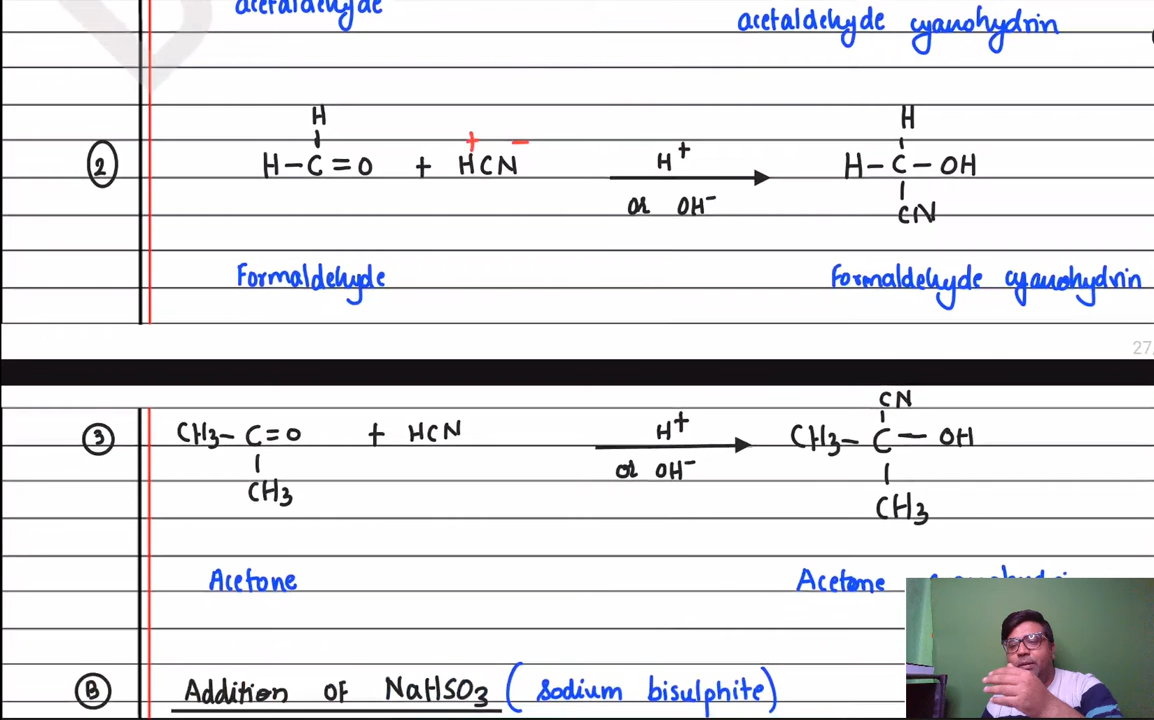 acetaldehyde acetaldehyde cyanohydrin
H H
② H-C=O + HCN H+ H-C-OH
+ -
or OH- CN
Formaldehyde Formaldehyde cyanohydrin
27
CN
③ CH3-C=O + HCN H+ CH3-C-OH
or OH-
CH3 CH3
Acetone Acetone
Ⓑ Addition OF NaHSO3 (sodium bisulphite)